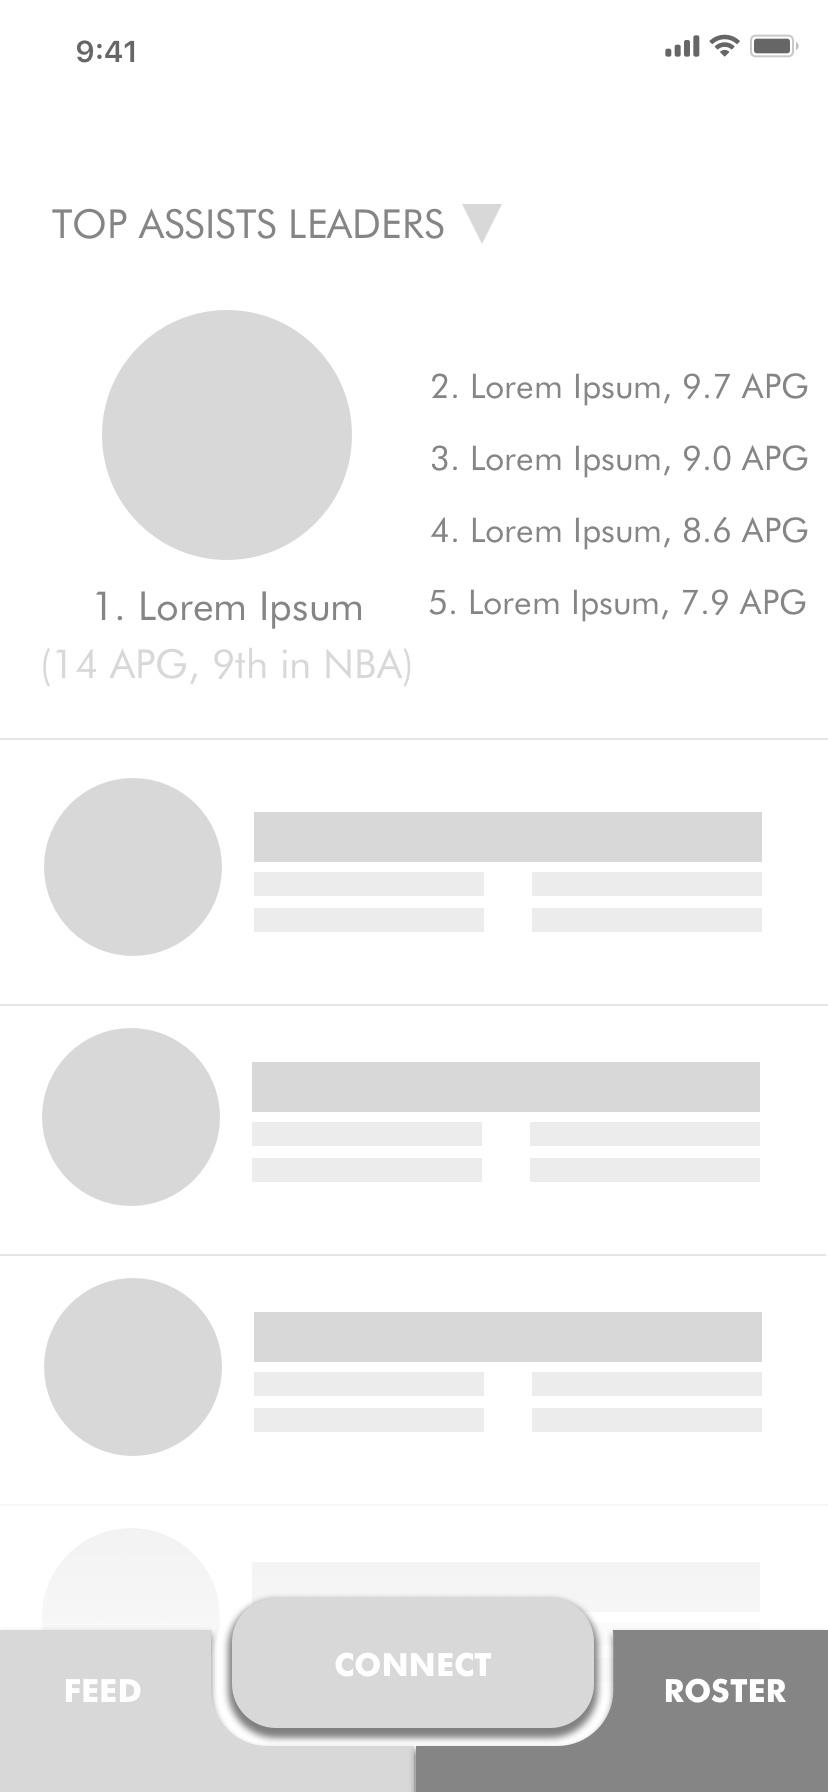 9:41
TOP ASSISTS LEADERS
1. Lorem Ipsum
(14 APG, 9th in NBA)
2. Lorem Ipsum, 9.7 APG
3. Lorem Ipsum, 9.0 APG
4. Lorem Ipsum, 8.6 APG
5. Lorem Ipsum, 7.9 APG
FEED
CONNECT
ROSTER